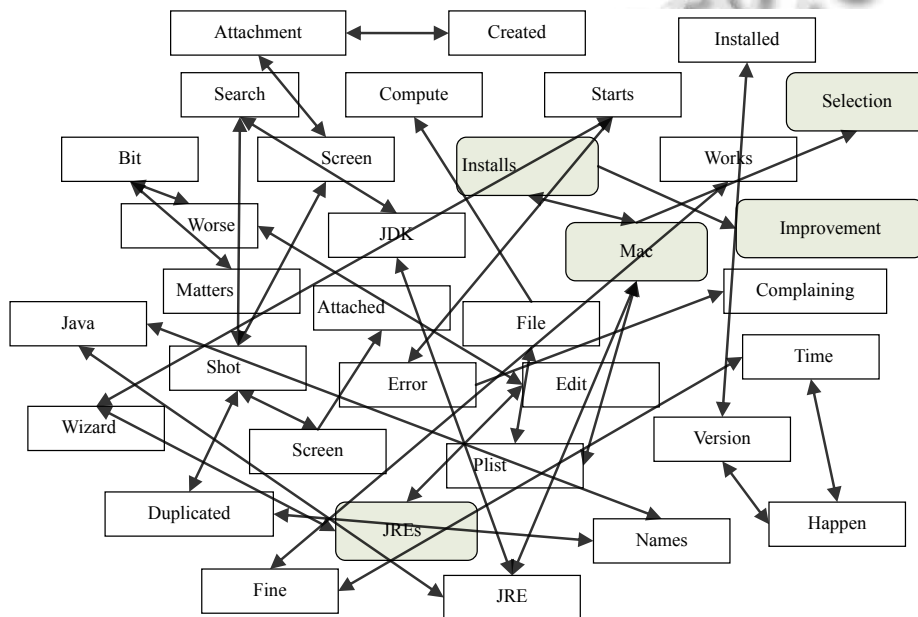 Attachment
Created
Installed
Search
Compute
Starts
Selection
Bit
Screen
Installs
Works
Worse
JDK
Mac
Improvement
Matters
Attached
Complaining
Java
File
Shot
Error
Edit
Time
Wizard
Screen
Plist
Version
Duplicated
JREs
Names
Happen
Fine
JRE